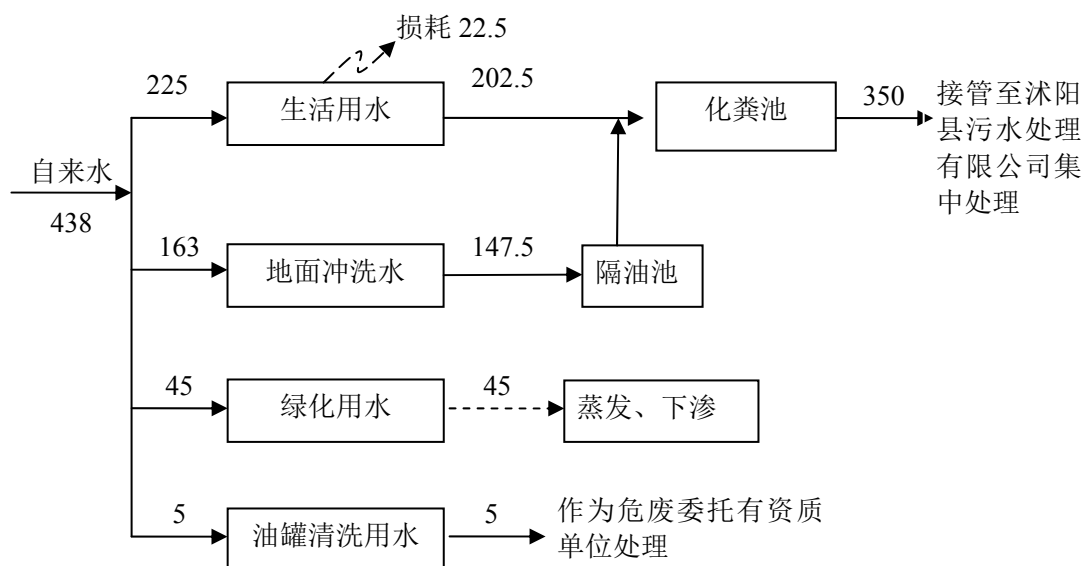 损耗 22.5
225
生活用水
202.5
化粪池
350
接管至沭阳
县污水处理
有限公司集
中处理
自来水
438
163
地面冲洗水
147.5
隔油池
45
绿化用水
45
蒸发、下渗
5
油罐清洗用水
5
作为危废委托有资质
单位处理